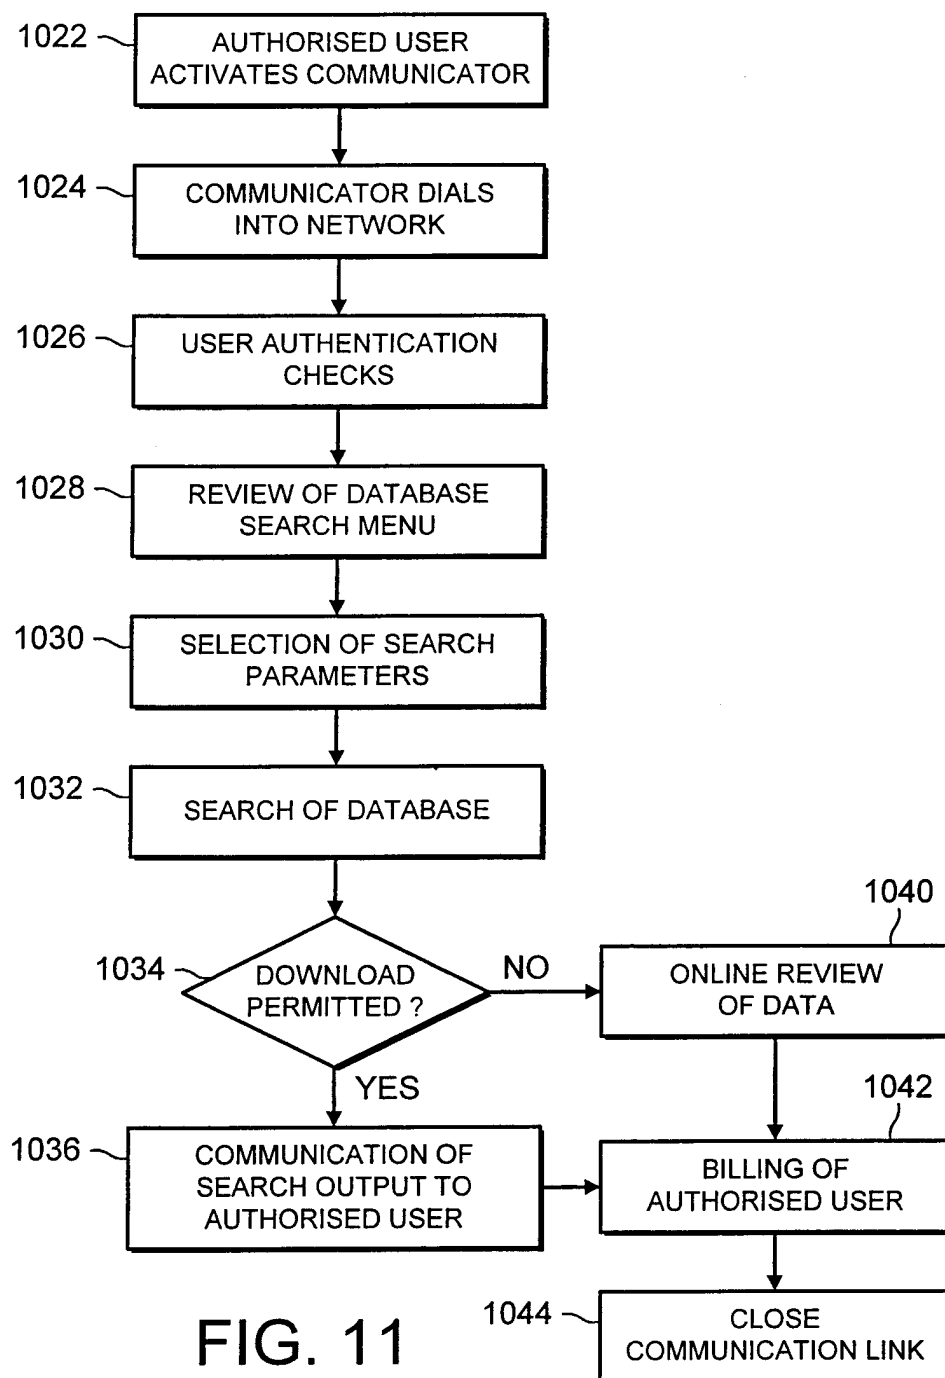 1022
AUTHORISED USER
ACTIVATES COMMUNICATOR
1024
COMMUNICATOR DIALS
INTO NETWORK
1026
USER AUTHENTICATION
CHECKS
1028
REVIEW OF DATABASE
SEARCH MENU
1030
SELECTION OF SEARCH
PARAMETERS
1032
SEARCH OF DATABASE
1034
DOWNLOAD
PERMITTED ?
NO
1040
ONLINE REVIEW
OF DATA
YES
1036
COMMUNICATION OF
SEARCH OUTPUT TO
AUTHORISED USER
1042
BILLING OF
AUTHORISED USER
1044
CLOSE
COMMUNICATION LINK
FIG. 11